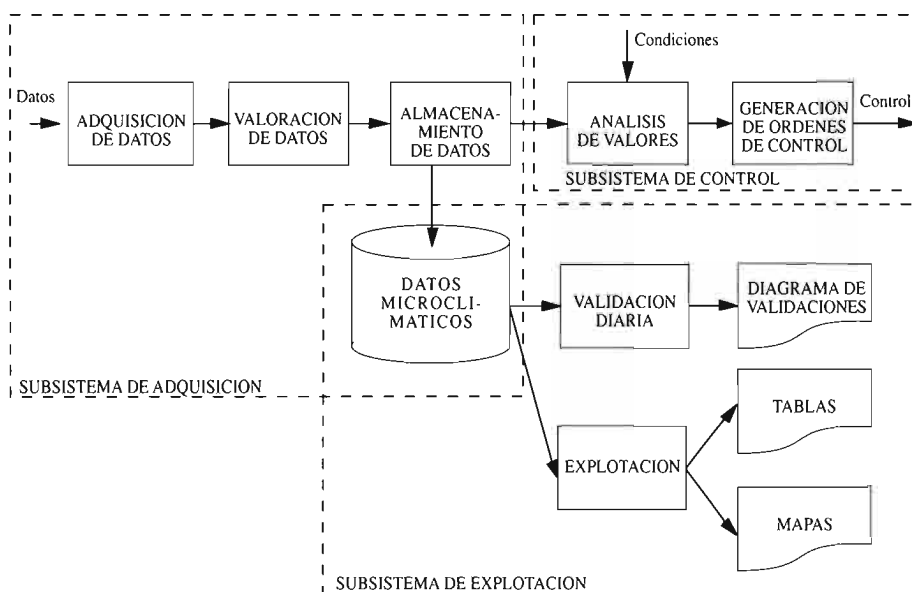 Condiciones
Datos
Control
ADQUISICION
DE DATOS
VALORACION
DE DATOS
ALMACENA-
MIENTO
DE DATOS
ANALISIS
DE VALORES
GENERACION
DE ORDENES
DE CONTROL
SUBSISTEMA DE CONTROL
DATOS
MICROCLI-
MATICOS
VALIDACION
DIARIA
DIAGRAMA DE
VALIDACIONES
SUBSISTEMA DE ADQUISICION
TABLAS
EXPLOTACION
MAPAS
SUBSISTEMA DE EXPLOTACION